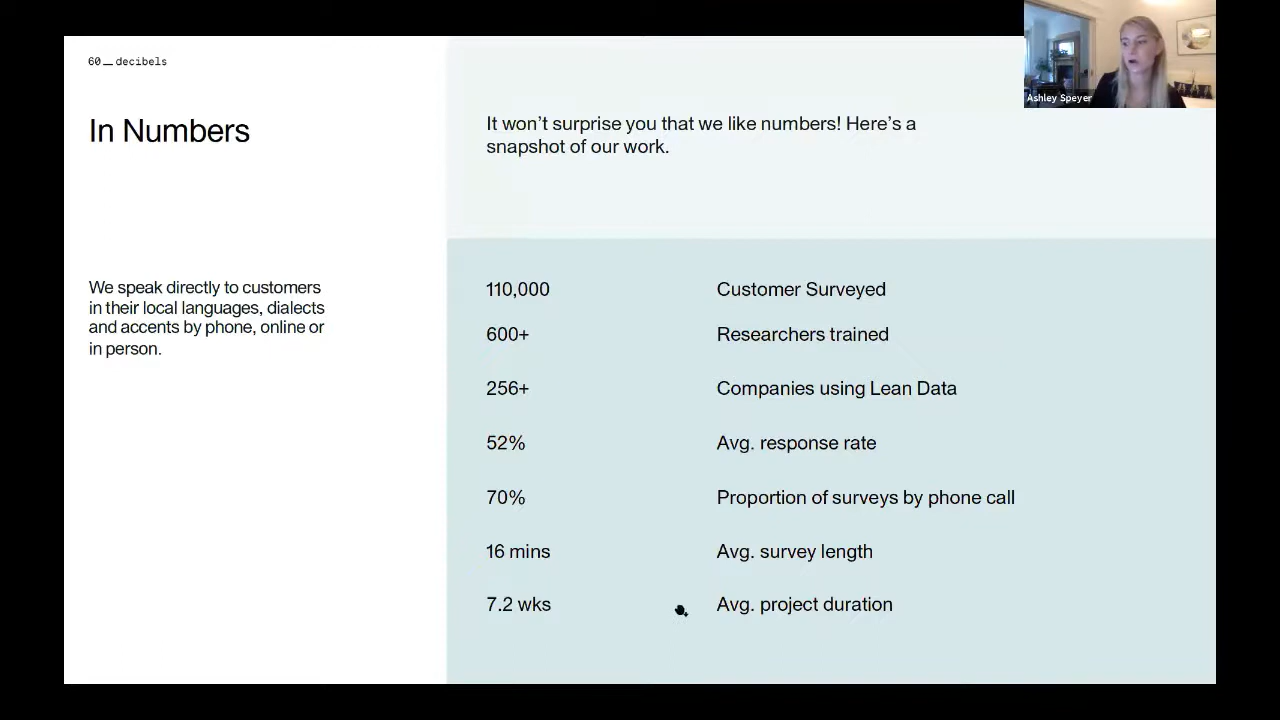 60__decibels
In Numbers
It won't surprise you that we like numbers! Here's a
snapshot of our work.
Ashley Speyer
We speak directly to customers
in their local languages, dialects
and accents by phone, online or
in person.
110,000 Customer Surveyed
600+ Researchers trained
256+ Companies using Lean Data
52% Avg. response rate
70% Proportion of surveys by phone call
16 mins Avg. survey length
7.2 wks Avg. project duration